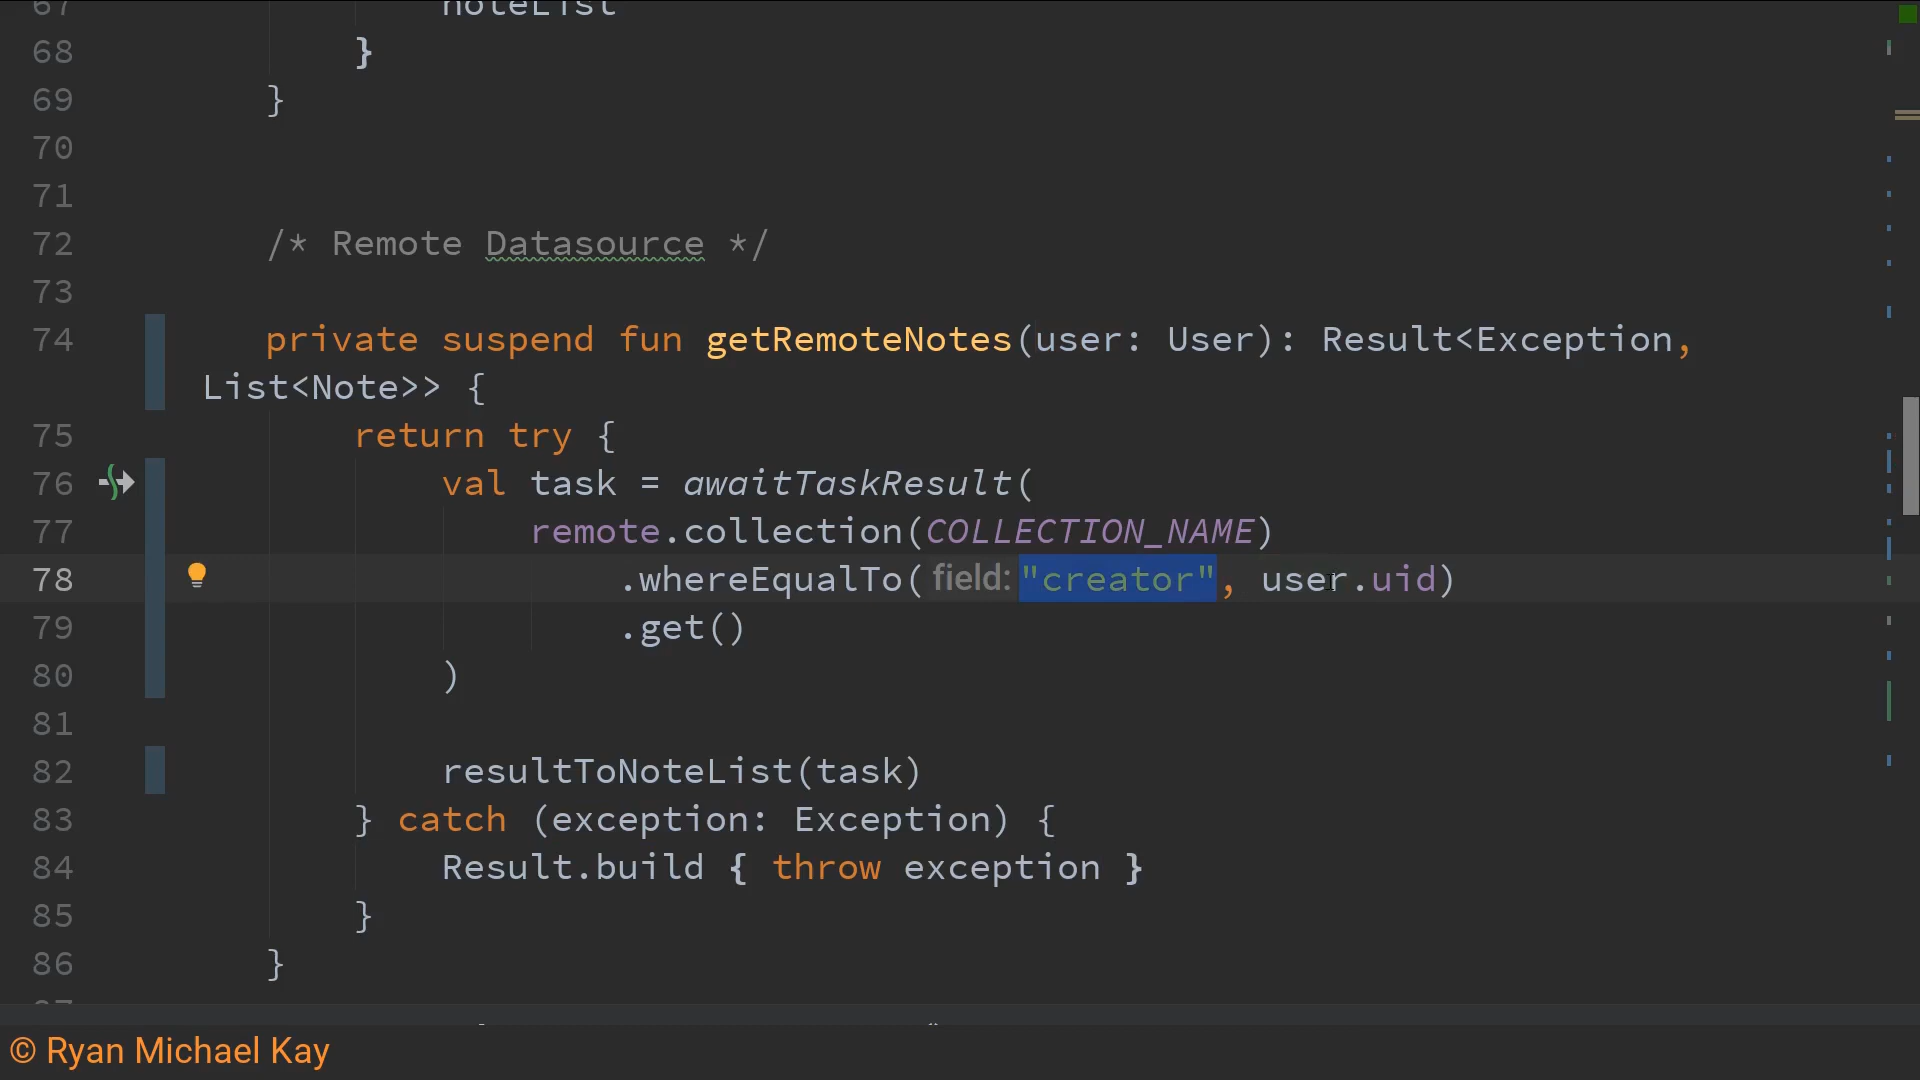 67 noteList
68 }
69 }
70
71
72 /* Remote Datasource */
73
74 private suspend fun getRemoteNotes(user: User): Result<Exception,
List<Note>> {
75 return try {
76 val task = awaitTaskResult(
77 remote.collection(COLLECTION_NAME)
78 .whereEqualTo( field: "creator", user.uid)
79 .get()
80 )
81
82 resultToNoteList(task)
83 } catch (exception: Exception) {
84 Result.build { throw exception }
85 }
86 }
© Ryan Michael Kay